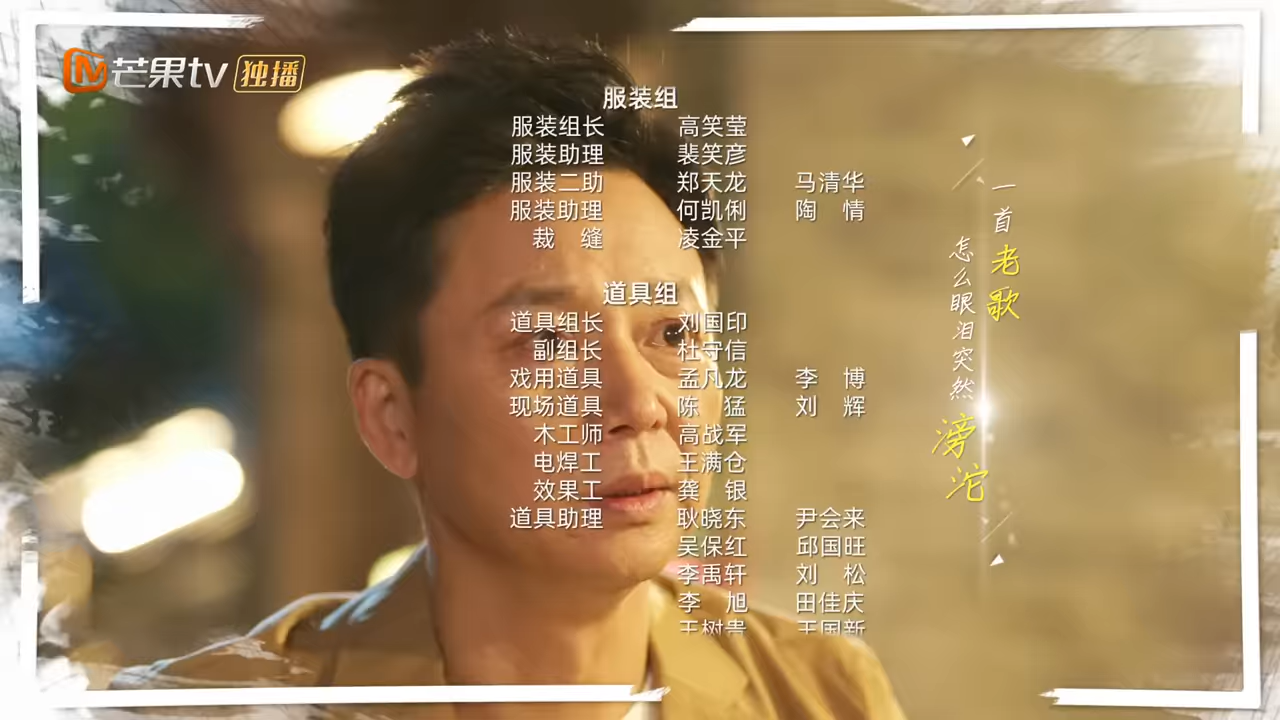 芒果tv 独播
服装组
服装组长 高笑莹
服装助理 裴笑彦
服装二助 郑天龙 马清华
服装助理 何凯俐 陶 情
裁 缝 凌金平
道具组
道具组长 刘国印
副组长 杜守信
戏用道具 孟凡龙 李 博
现场道具 陈 猛 刘 辉
木工师 高战军
电焊工 王满仓
效果工 龚 银
道具助理 耿晓东 尹会来
吴保红 邱国旺
李禹轩 刘 松
李 旭 田佳庆
王树贵 王国新
一首老歌
怎么眼泪突然滂沱